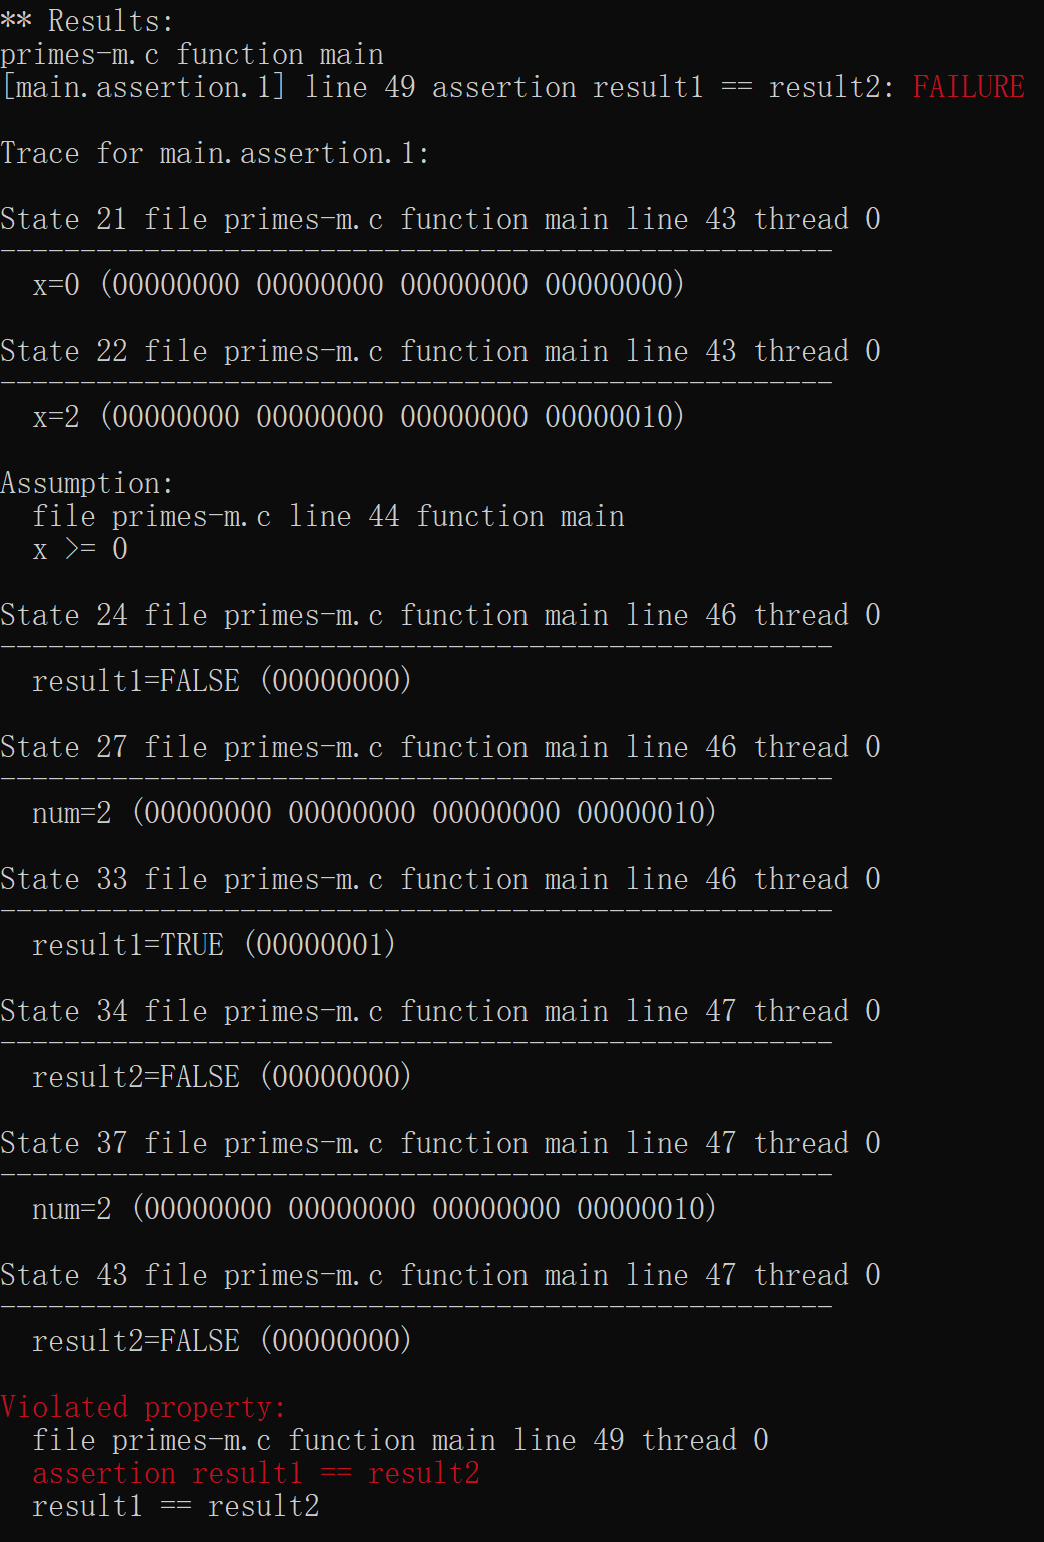 ** Results:
primes-m.c function main
[main.assertion.1] line 49 assertion result1 == result2: FAILURE
Trace for main.assertion.1:
State 21 file primes-m.c function main line 43 thread 0
----------------------------------------------------
x=0 (00000000 00000000 00000000 00000000)
State 22 file primes-m.c function main line 43 thread 0
----------------------------------------------------
x=2 (00000000 00000000 00000000 00000010)
Assumption:
file primes-m.c line 44 function main
x >= 0
State 24 file primes-m.c function main line 46 thread 0
----------------------------------------------------
result1=FALSE (00000000)
State 27 file primes-m.c function main line 46 thread 0
----------------------------------------------------
num=2 (00000000 00000000 00000000 00000010)
State 33 file primes-m.c function main line 46 thread 0
----------------------------------------------------
result1=TRUE (00000001)
State 34 file primes-m.c function main line 47 thread 0
----------------------------------------------------
result2=FALSE (00000000)
State 37 file primes-m.c function main line 47 thread 0
----------------------------------------------------
num=2 (00000000 00000000 00000000 00000010)
State 43 file primes-m.c function main line 47 thread 0
----------------------------------------------------
result2=FALSE (00000000)
Violated property:
file primes-m.c function main line 49 thread 0
assertion result1 == result2
result1 == result2